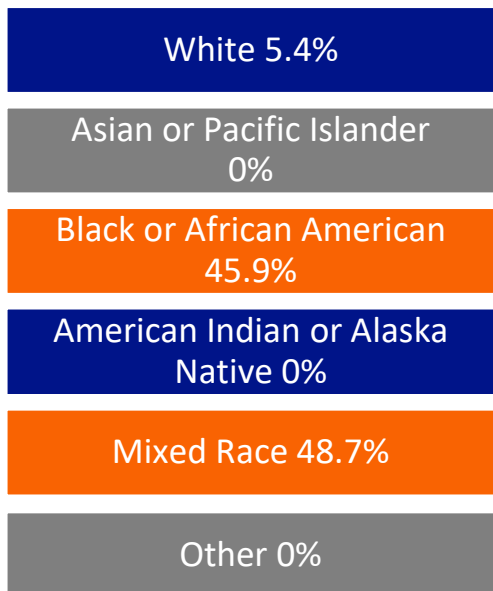 White 5.4%
Asian or Pacific Islander
0%
Black or African American
45.9%
American Indian or Alaska
Native 0%
Mixed Race 48.7%
Other 0%